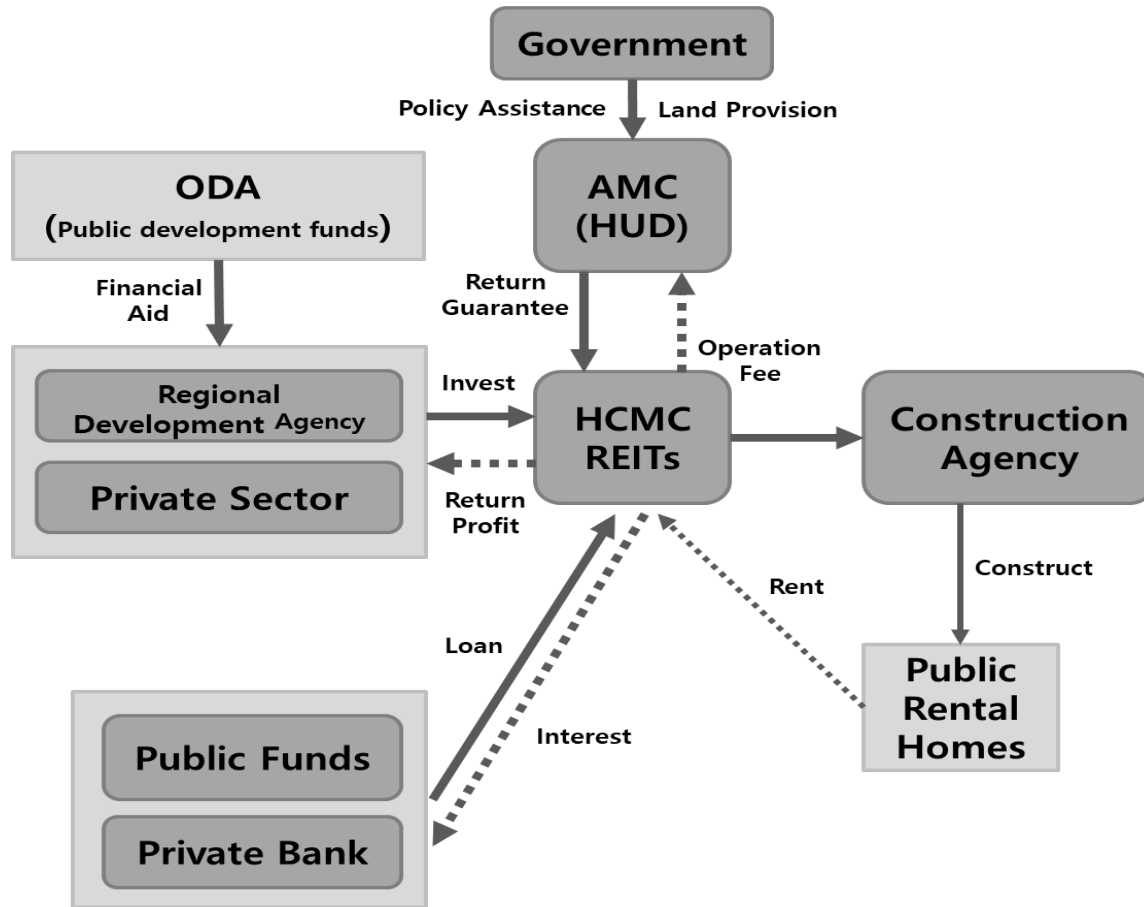 Government
Policy Assistance
Land Provision
ODA
(Public development funds)
AMC
(HUD)
Financial
Aid
Return
Guarantee
Operation
Fee
Regional
Development Agency
Private Sector
Invest
Return
Profit
HCMC
REITs
Construction
Agency
Construct
Rent
Loan
Interest
Public
Rental
Homes
Public Funds
Private Bank